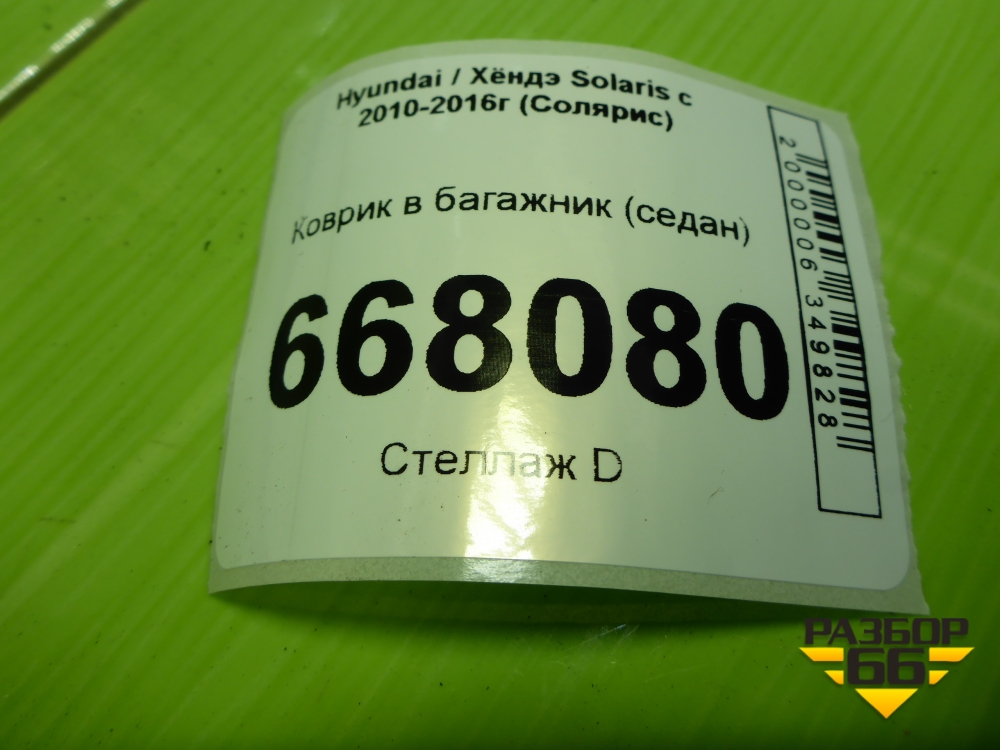 Hyundai / Хёндэ Solaris с
2010-2016г (Солярис)
Коврик в багажник (седан)
668080
Стеллаж D
2000006349828
РАЗБОР
66